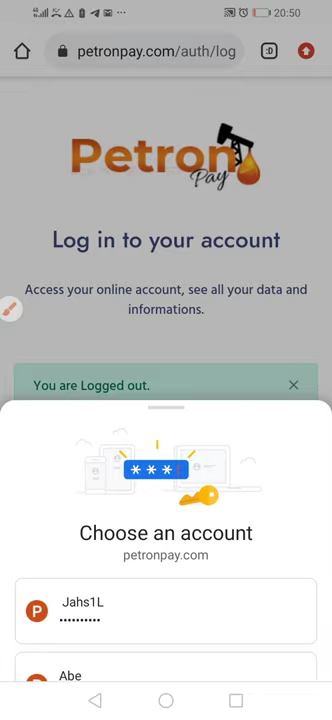 20:50
petronpay.com/auth/log
:D
Petron
Pay
Log in to your account
Access your online account, see all your data and
informations.
You are Logged out.
***
Choose an account
petronpay.com
P
Jahs1L
••••••••••
Abe